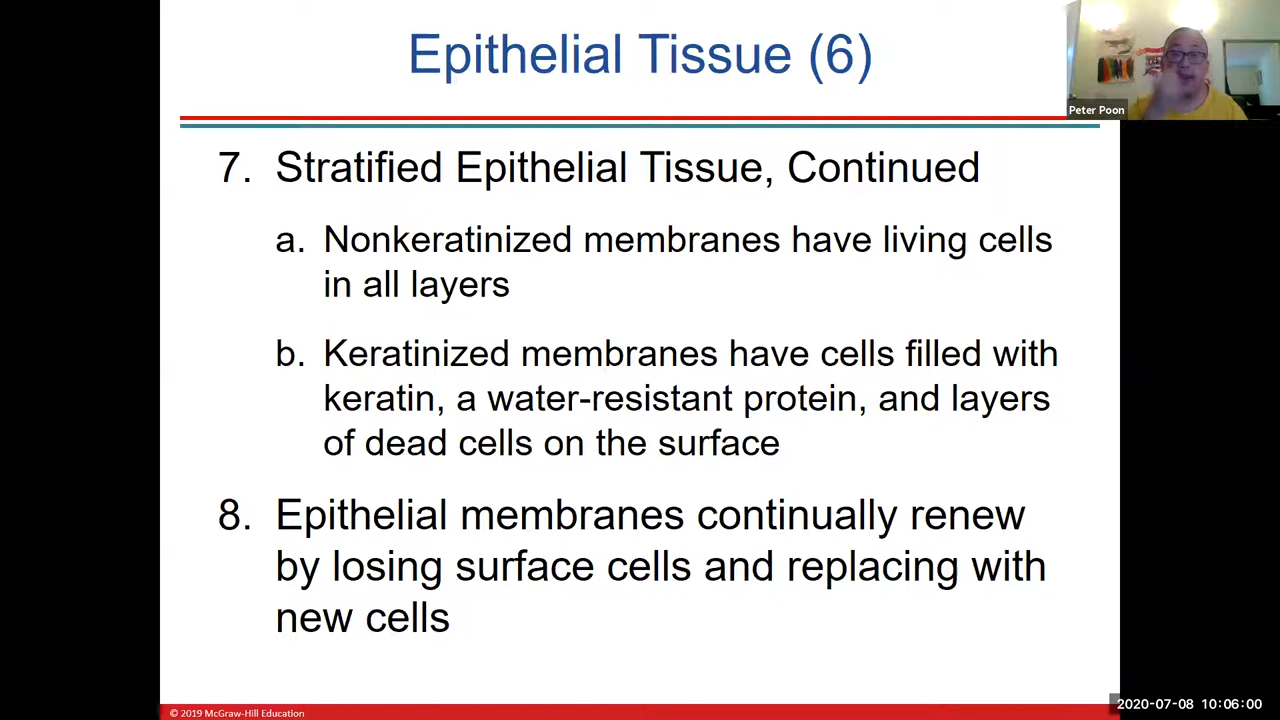 Epithelial Tissue (6)
Peter Poon
7. Stratified Epithelial Tissue, Continued
a. Nonkeratinized membranes have living cells
in all layers
b. Keratinized membranes have cells filled with
keratin, a water-resistant protein, and layers
of dead cells on the surface
8. Epithelial membranes continually renew
by losing surface cells and replacing with
new cells
© 2019 McGraw-Hill Education
2020-07-08 10:06:00